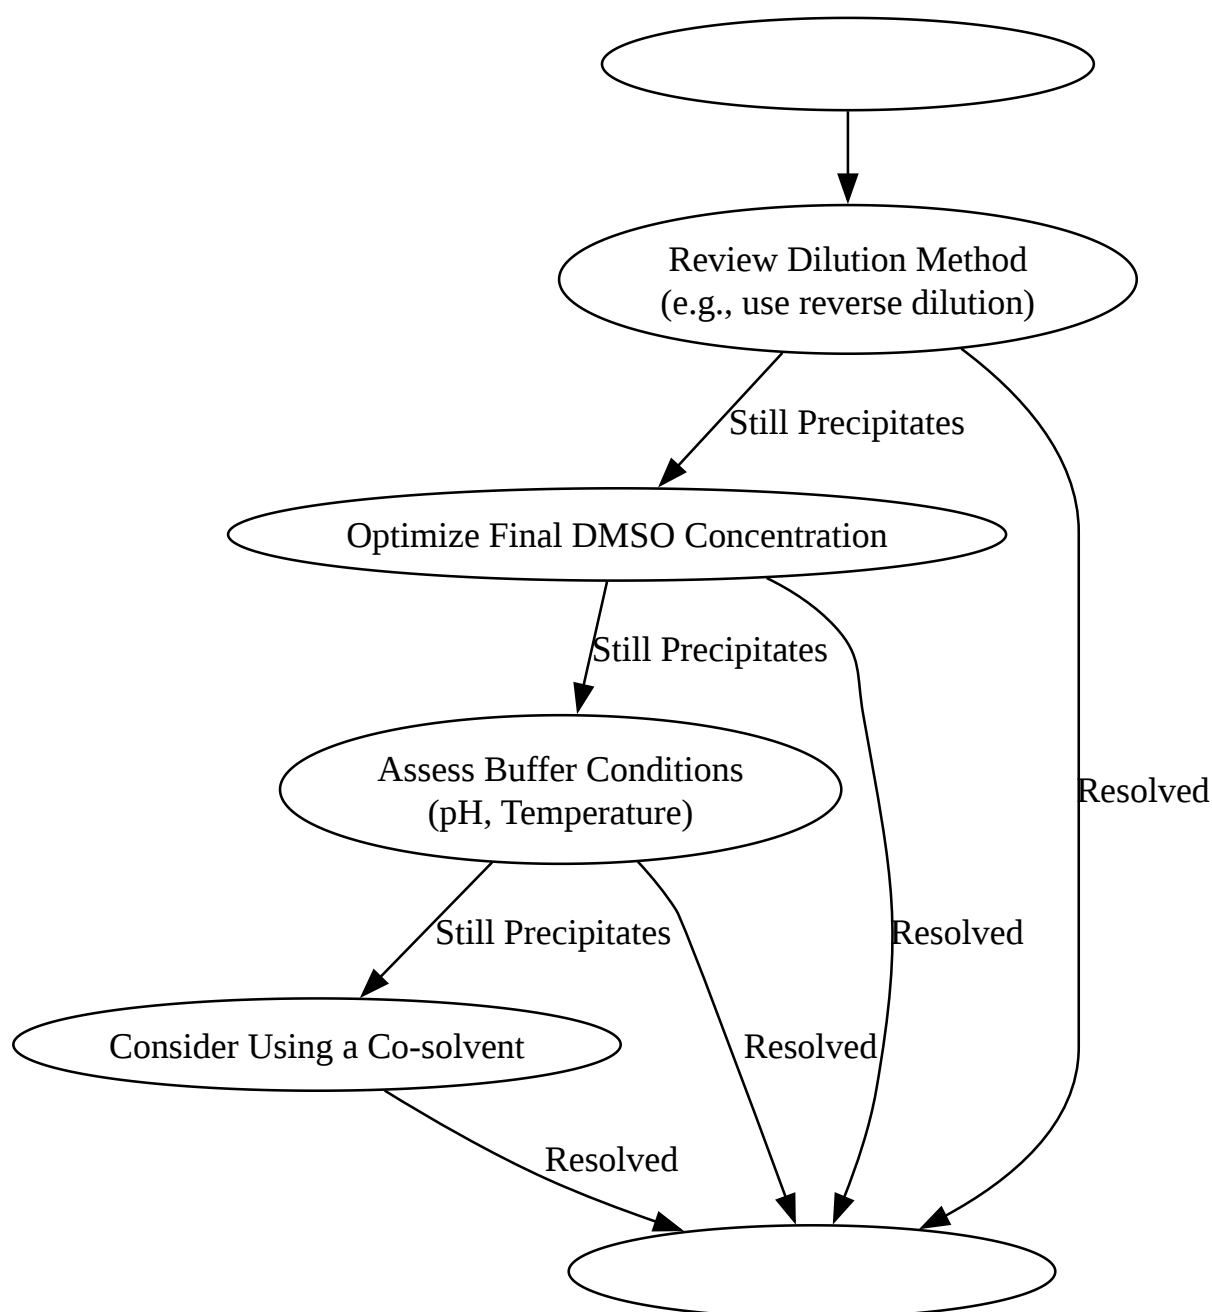 Review Dilution Method
(e.g., use reverse dilution)
Still Precipitates
Optimize Final DMSO Concentration
Still Precipitates
Assess Buffer Conditions
(pH, Temperature)
Resolved
Still Precipitates
Resolved
Consider Using a Co-solvent
Resolved
Resolved